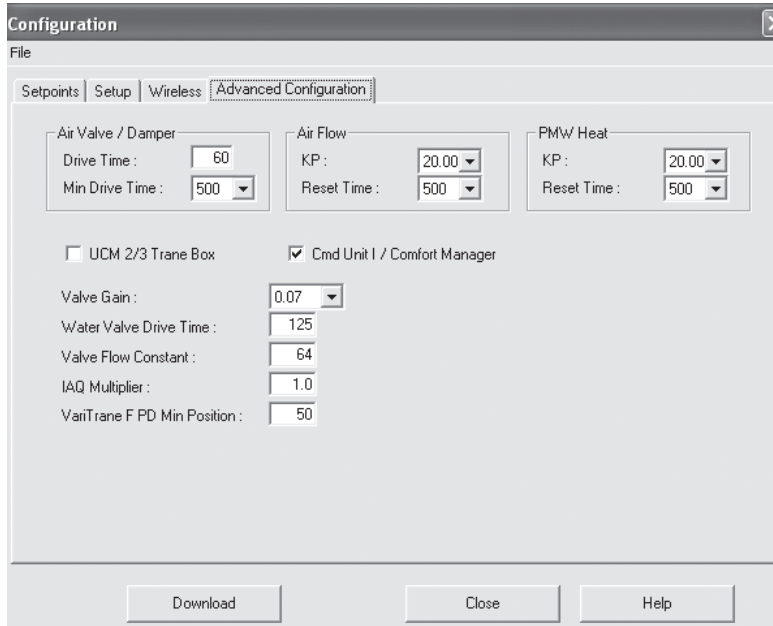 Configuration
File
Setpoints Setup Wireless Advanced Configuration
Air Valve / Damper
Drive Time : 60
Min Drive Time : 500
Air Flow
KP : 20.00
Reset Time : 500
PMW Heat
KP : 20.00
Reset Time : 500
UCM 2/3 Trane Box
Cmd Unit I / Comfort Manager
Valve Gain : 0.07
Water Valve Drive Time : 125
Valve Flow Constant : 64
IAQ Multiplier : 1.0
VariTrane F PD Min Position : 50
Download Close Help